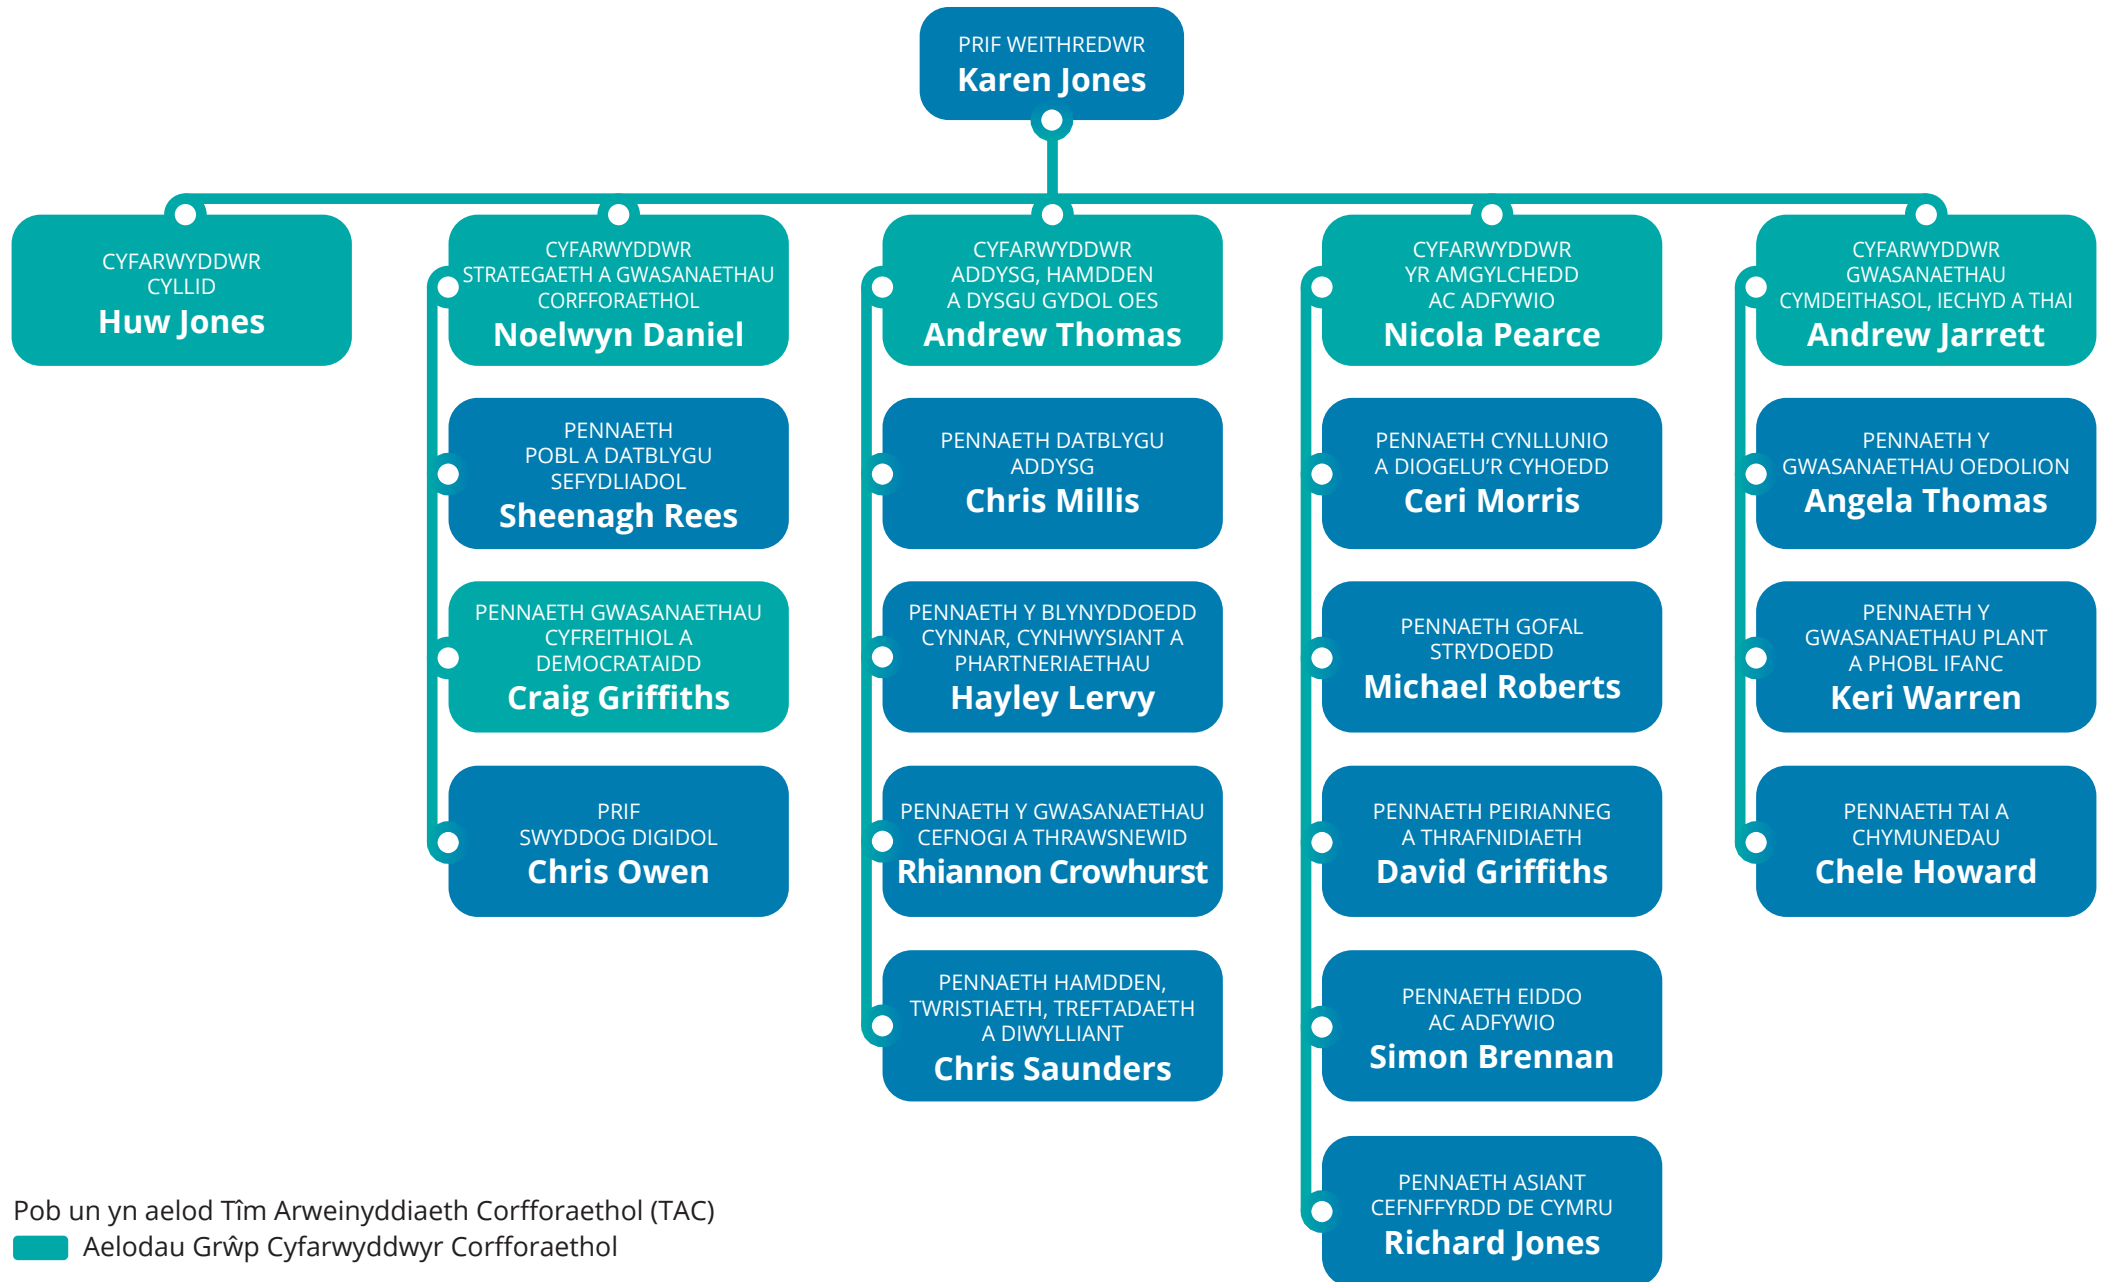 PRIF WEITHREDWR
Karen Jones
CYFARWYDDWR
CYLLID
Huw Jones
CYFARWYDDWR
STRATEGAETH A GWASANAETHAU
CORFFORAETHOL
Noelwyn Daniel
PENNAETH
POBL A DATBLYGU
SEFYDLIADOL
Sheenagh Rees
PENNAETH GWASANAETHAU
CYFREITHIOL A
DEMOCRATAIDD
Craig Griffiths
PRIF
SWYDDOG DIGIDOL
Chris Owen
CYFARWYDDWR
ADDYSG, HAMDDEN
A DYSGU GYDOL OES
Andrew Thomas
PENNAETH DATBLYGU
ADDYSG
Chris Millis
PENNAETH Y BLYNYDDOEDD
CYNNAR, CYNHWYSIANT A
PHARTNERIAETHAU
Hayley Lervy
PENNAETH Y GWASANAETHAU
CEFNOGI A THRAWSNEWID
Rhiannon Crowhurst
PENNAETH HAMDDEN,
TWRISTIAETH, TREFTADAETH
A DIWYLLIANT
Chris Saunders
CYFARWYDDWR
YR AMGYLCHEDD
AC ADFYWIO
Nicola Pearce
PENNAETH CYNLLUNIO
A DIOGELU’R CYHOEDD
Ceri Morris
PENNAETH GOFAL
STRYDOEDD
Michael Roberts
PENNAETH PEIRIANNEG
A THRAFNIDIAETH
David Griffiths
PENNAETH EIDDO
AC ADFYWIO
Simon Brennan
PENNAETH ASIANT
CEFNFFYRDD DE CYMRU
Richard Jones
CYFARWYDDWR
GWASANAETHAU
CYMDEITHASOL, IECHYD A THAI
Andrew Jarrett
PENNAETH Y
GWASANAETHAU OEDOLION
Angela Thomas
PENNAETH Y
GWASANAETHAU PLANT
A PHOBL IFANC
Keri Warren
PENNAETH TAI A
CHYMUNEDAU
Chele Howard
Pob un yn aelod Tîm Arweinyddiaeth Corfforaethol (TAC)
Aelodau Grŵp Cyfarwyddwyr Corfforaethol